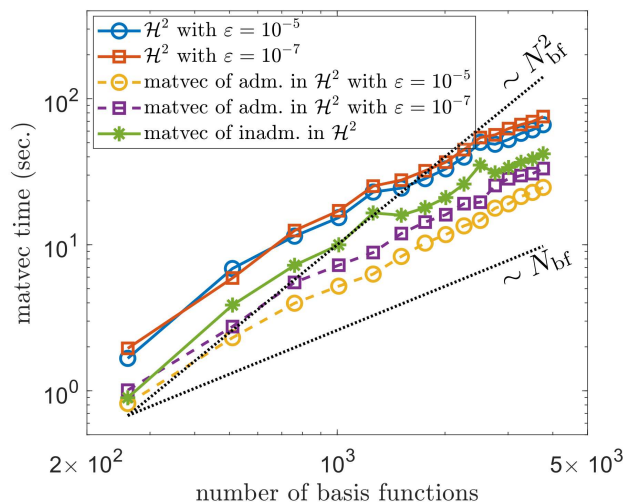 $\mathcal{H}^2$ with $\varepsilon = 10^{-5}$
$\mathcal{H}^2$ with $\varepsilon = 10^{-7}$
matvec of adm. in $\mathcal{H}^2$ with $\varepsilon = 10^{-5}$
matvec of adm. in $\mathcal{H}^2$ with $\varepsilon = 10^{-7}$
matvec of inadm. in $\mathcal{H}^2$
$\sim N_{\mathrm{bf}}^2$
$\sim N_{\mathrm{bf}}$
matvec time (sec.)
$10^2$
$10^1$
$10^0$
$2 \times 10^2$
$10^3$
$5 \times 10^3$
number of basis functions